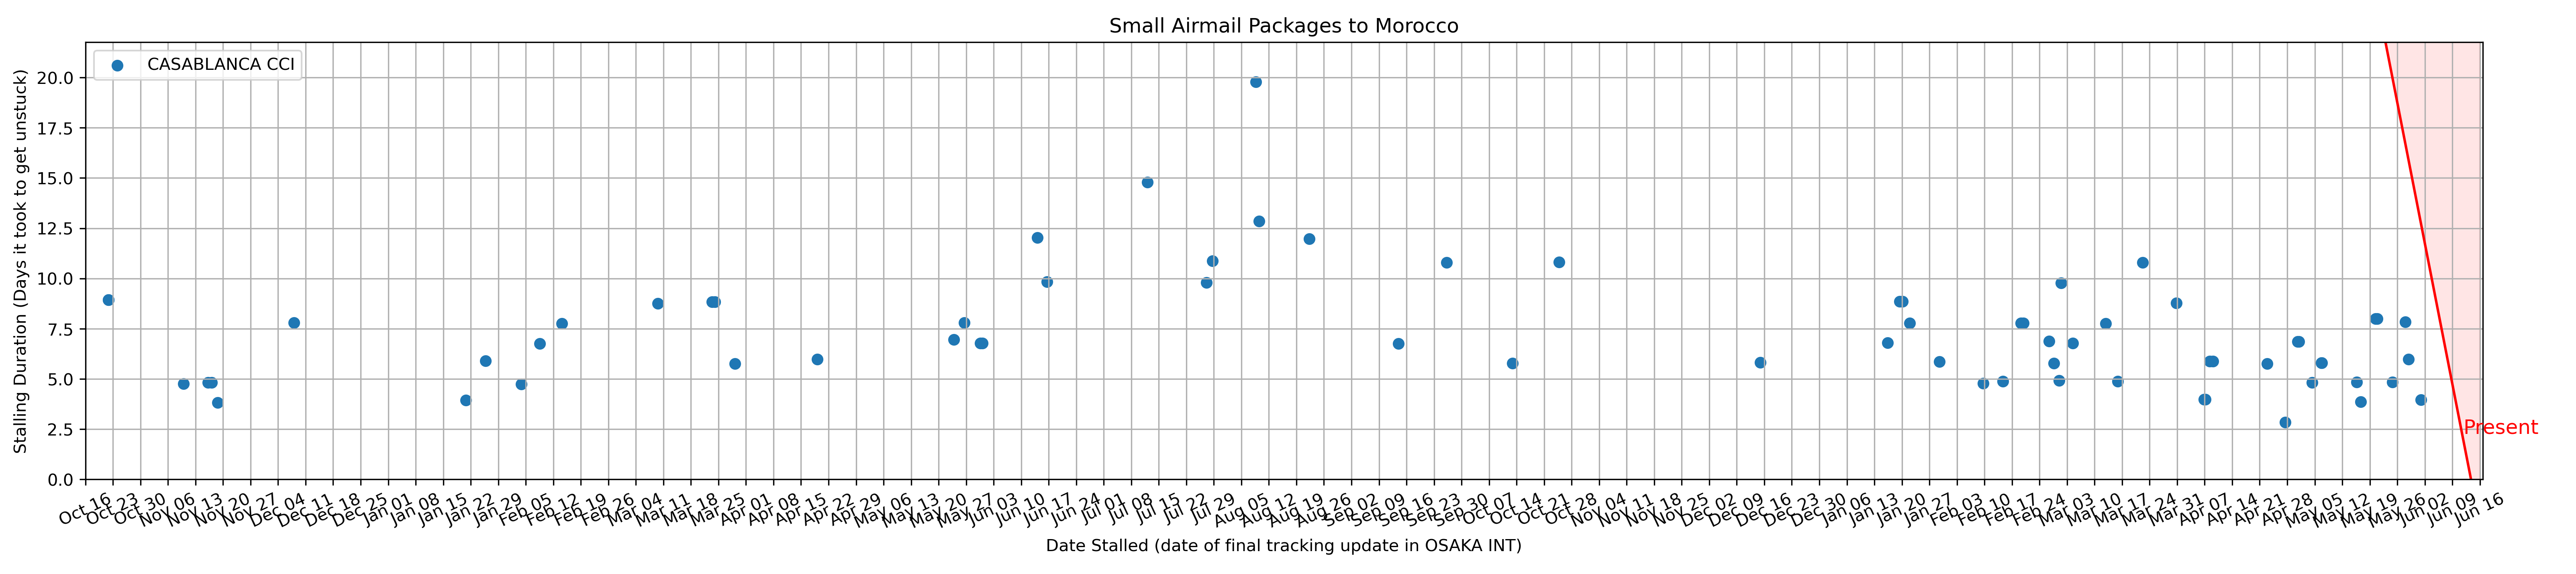 Small Airmail Packages to Morocco
CASABLANCA CCI
Stalling Duration (Days it took to get unstuck)
20.0
17.5
15.0
12.5
10.0
7.5
5.0
2.5
0.0
Present
Oct 16
Oct 23
Oct 30
Nov 06
Nov 13
Nov 20
Nov 27
Dec 04
Dec 11
Dec 18
Dec 25
Jan 01
Jan 08
Jan 15
Jan 22
Jan 29
Feb 05
Feb 12
Feb 19
Feb 26
Mar 04
Mar 11
Mar 18
Mar 25
Apr 01
Apr 08
Apr 15
Apr 22
Apr 29
May 06
May 13
May 20
May 27
Jun 03
Jun 10
Jun 17
Jun 24
Jul 01
Jul 08
Jul 15
Jul 22
Jul 29
Aug 05
Aug 12
Aug 19
Aug 26
Sep 02
Sep 09
Sep 16
Sep 23
Sep 30
Oct 07
Oct 14
Oct 21
Oct 28
Nov 04
Nov 11
Nov 18
Nov 25
Dec 02
Dec 09
Dec 16
Dec 23
Dec 30
Jan 06
Jan 13
Jan 20
Jan 27
Feb 03
Feb 10
Feb 17
Feb 24
Mar 03
Mar 10
Mar 17
Mar 24
Mar 31
Apr 07
Apr 14
Apr 21
Apr 28
May 05
May 12
May 19
May 26
Jun 02
Jun 09
Jun 16
Date Stalled (date of final tracking update in OSAKA INT)